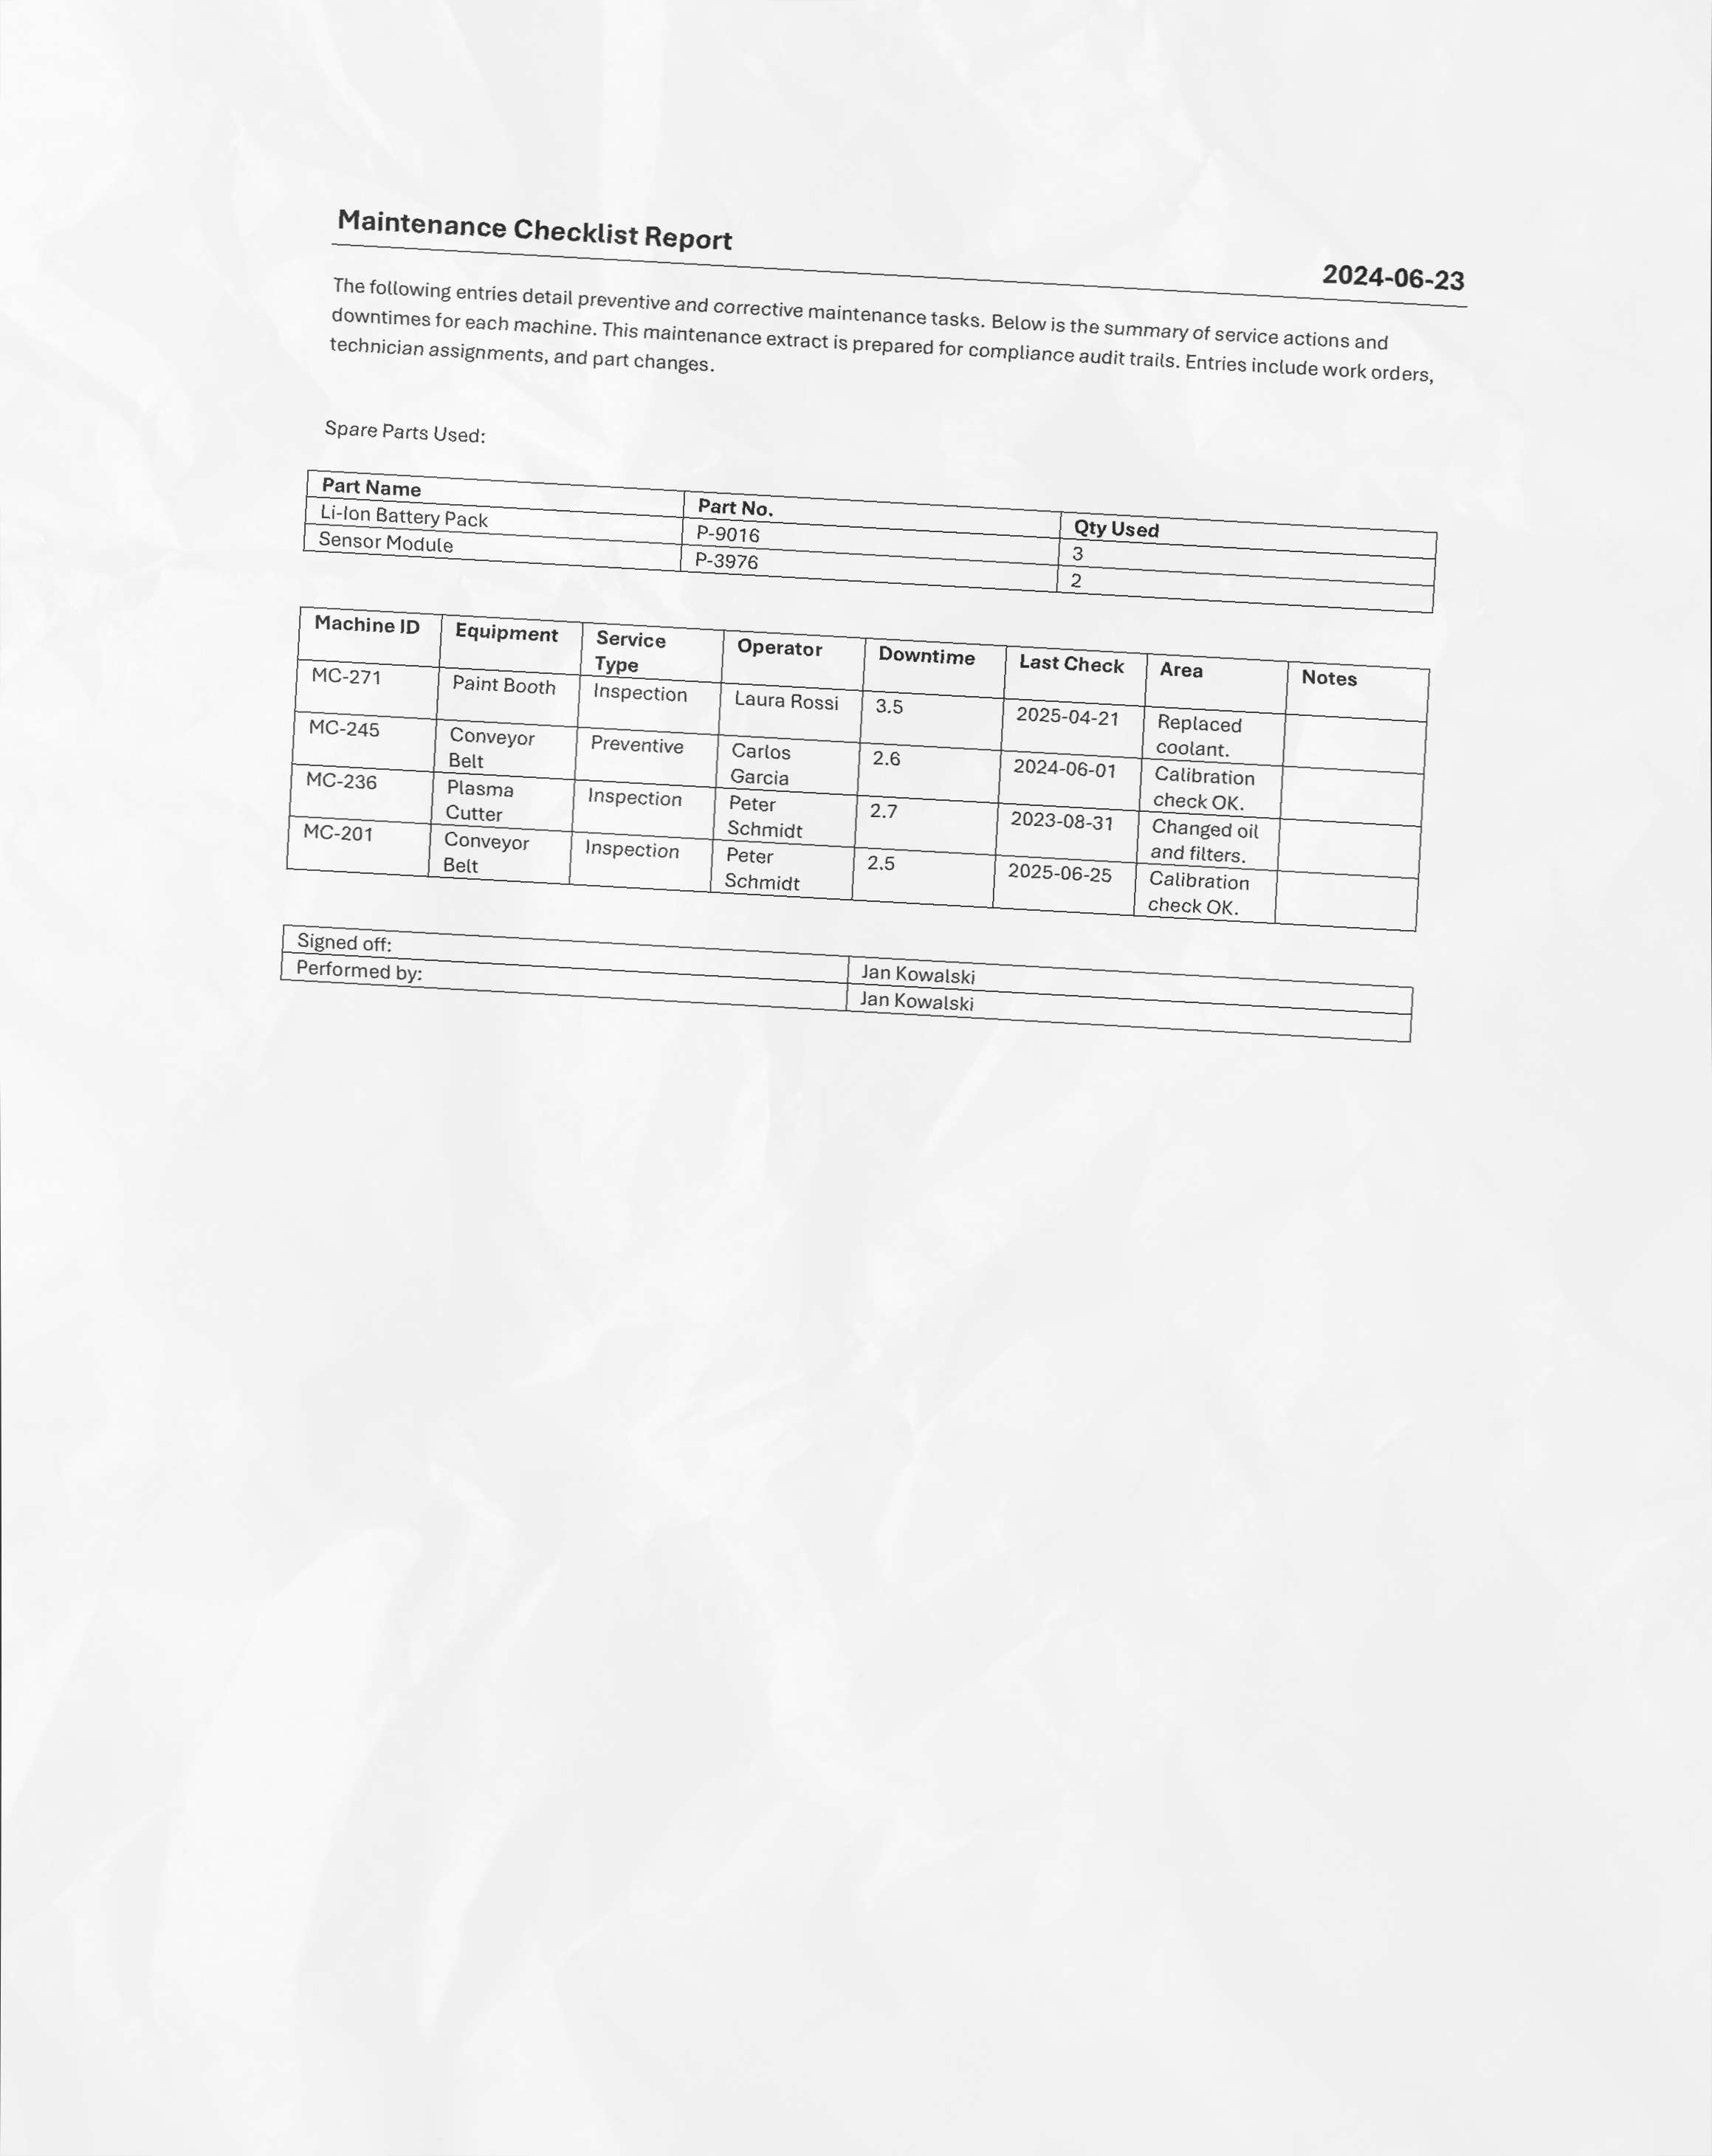 Maintenance Checklist Report
2024-06-23
The following entries detail preventive and corrective maintenance tasks. Below is the summary of service actions and
downtimes for each machine. This maintenance extract is prepared for compliance audit trails. Entries include work orders,
technician assignments, and part changes.
Spare Parts Used:
Part Name Part No. Qty Used
Li-Ion Battery Pack P-9016 3
Sensor Module P-3976 2
Machine ID Equipment Service Type Operator Downtime Last Check Area Notes
MC-271 Paint Booth Inspection Laura Rossi 3.5 2025-04-21 Replaced coolant.
MC-245 Conveyor Belt Preventive Carlos Garcia 2.6 2024-06-01 Calibration check OK.
MC-236 Plasma Cutter Inspection Peter Schmidt 2.7 2023-08-31 Changed oil and filters.
MC-201 Conveyor Belt Inspection Peter Schmidt 2.5 2025-06-25 Calibration check OK.
Signed off: Jan Kowalski
Performed by: Jan Kowalski